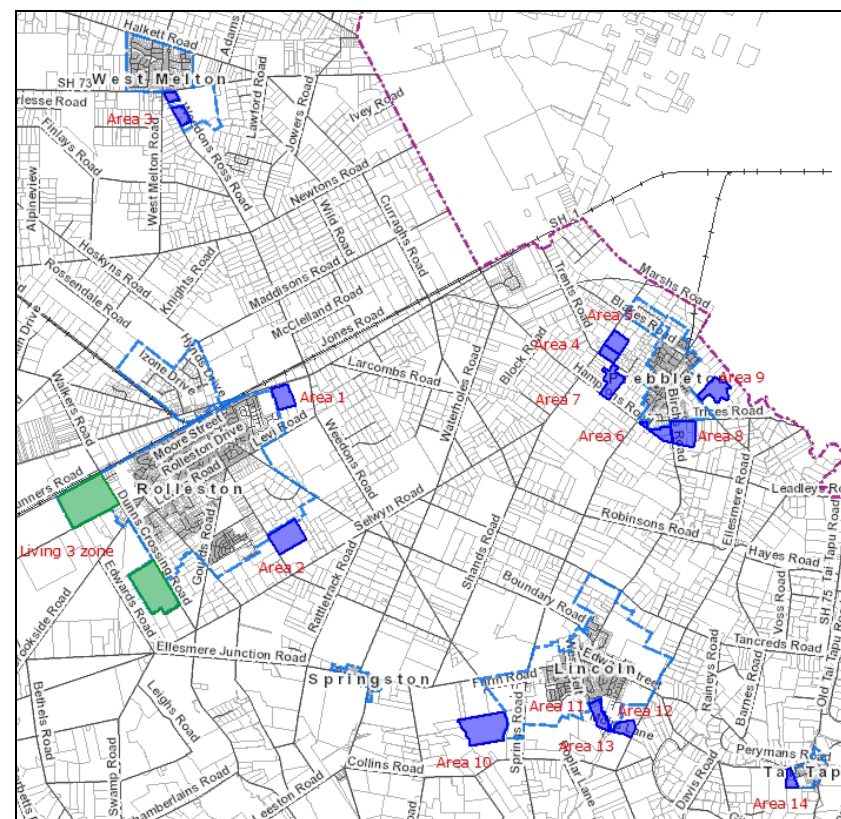 Halkett Road
Adams
West Melton
SH 73
Lawford Road
Jowers Road
Ivey Road
Area 3
Weedons Ross Road
West Melton Road
Finlays Road
Alpineview
Newtons Road
Wild Road
Curraghs Road
Hoskyns Road
Rossendale Road
Knights Road
Maddisons Road
McClelland Road
Jones Road
Hynds Drive
Izone Drive
Walkers Road
Larcombs Road
Block Road
Trents Road
Marshs Road
Blakes Road
Area 5
Area 4
Prebbleton
Area 9
Area 7
Hamptons Road
Birchs Road
Trices Road
Area 6
Area 8
Area 1
Moore Street
Rolleston Drive
Levi Road
Weedons Road
Waterholes Road
Rolleston
Goulds Road
Dunns Crossing Road
Selwyn Road
Living 3 zone
Edwards Road
Area 2
Rattletrack Road
Shands Road
Robinsons Road
Ellesmere Road
Leadleys Road
Hayes Road
SH 75 Tai Tapu Road
Voss Road
Boundary Road
Tancreds Road
Ellesmere Junction Road
Springston
Lincoln
Edward Street
Farm Road
Raineys Road
Barnes Road
Old Tai Tapu Road
Bethels Road
Leighs Road
Swamp Road
Area 11
Area 12
Area 13
Area 10
Springs Road
Collins Road
Perymans Road
Davis Road
Area 14